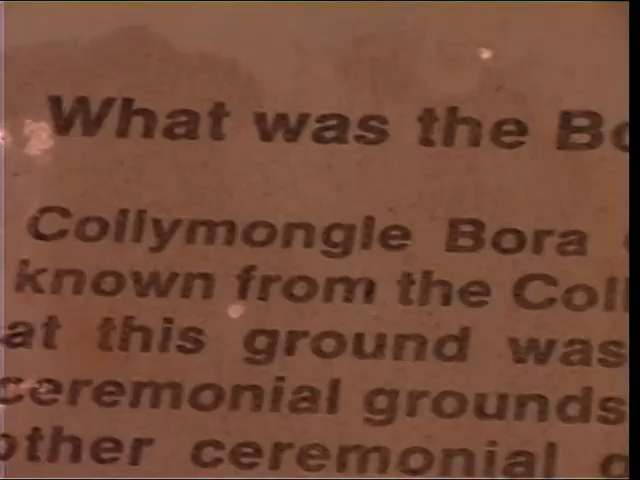 What was the
Collymongle Bora
known from the
at this ground was
ceremonial grounds
other ceremonial